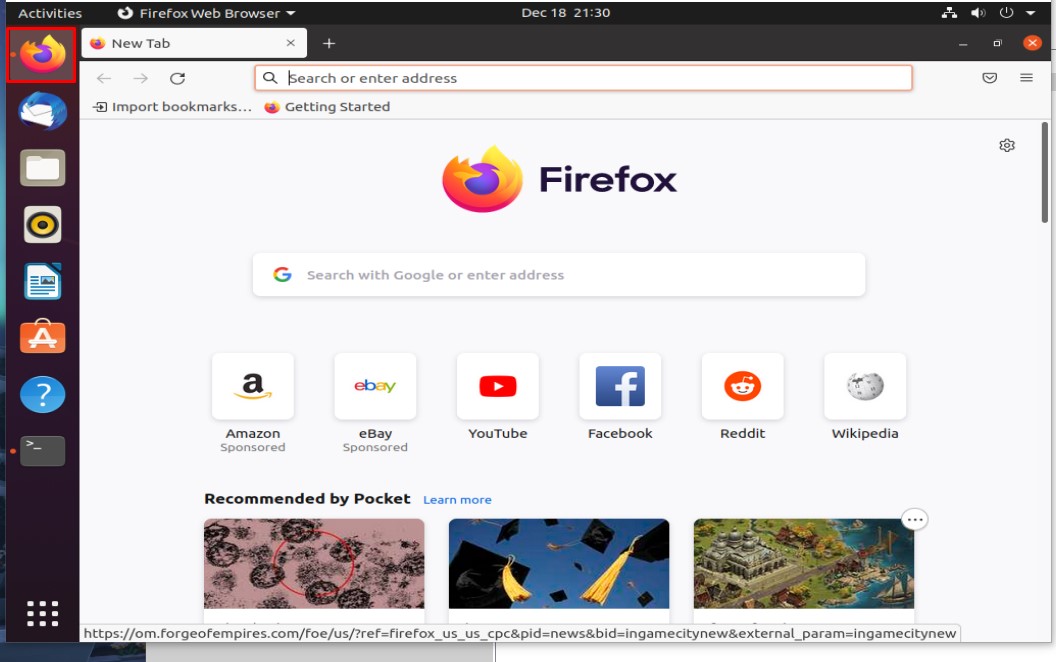 Activities Firefox Web Browser Dec 18 21:30
New Tab
Search or enter address
Import bookmarks... Getting Started
Firefox
Search with Google or enter address
a ebay f
Amazon eBay YouTube Facebook Reddit Wikipedia
Sponsored Sponsored
?
>_
Recommended by Pocket Learn more
https://om.forgeofempires.com/foe/us/?ref=firefox_us_us_cpc&pid=news&bid=ingamecitynew&external_param=ingamecitynew